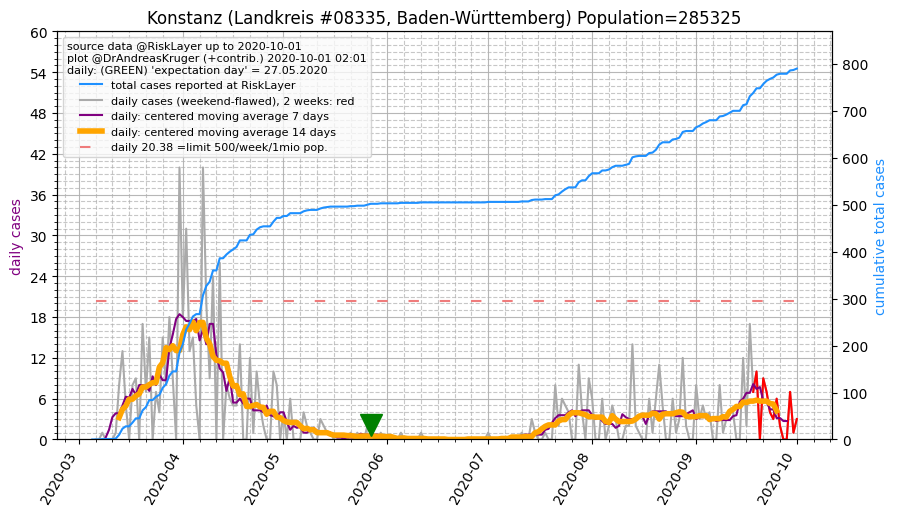 Konstanz (Landkreis #08335, Baden-Württemberg) Population=285325
source data @RiskLayer up to 2020-10-01
plot @DrAndreasKruger (+contrib.) 2020-10-01 02:01
daily: (GREEN) 'expectation day' = 27.05.2020
total cases reported at RiskLayer
daily cases (weekend-flawed), 2 weeks: red
daily: centered moving average 7 days
daily: centered moving average 14 days
daily 20.38 =limit 500/week/1mio pop.
daily cases
60
54
48
42
36
30
24
18
12
6
0
cumulative total cases
800
700
600
500
400
300
200
100
0
2020-03
2020-04
2020-05
2020-06
2020-07
2020-08
2020-09
2020-10